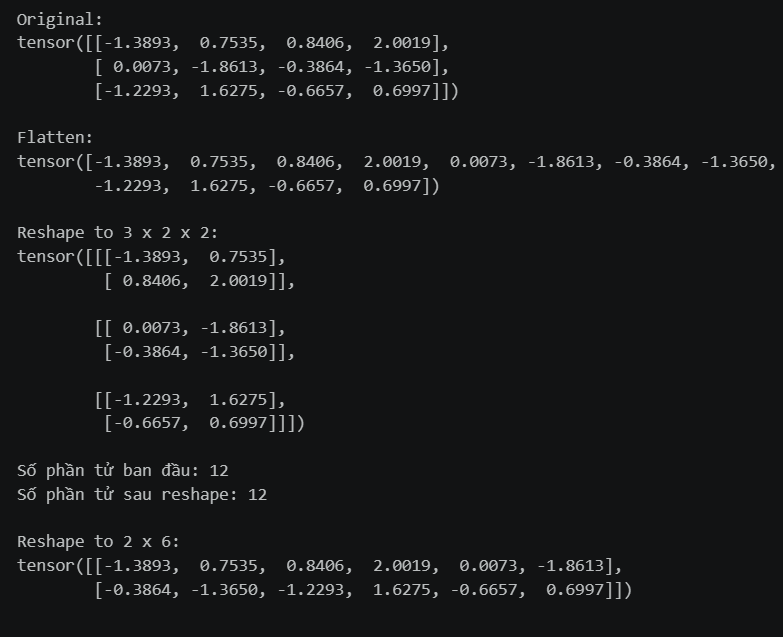 Original:
tensor([[-1.3893,  0.7535,  0.8406,  2.0019],
        [ 0.0073, -1.8613, -0.3864, -1.3650],
        [-1.2293,  1.6275, -0.6657,  0.6997]])

Flatten:
tensor([-1.3893,  0.7535,  0.8406,  2.0019,  0.0073, -1.8613, -0.3864, -1.3650,
        -1.2293,  1.6275, -0.6657,  0.6997])

Reshape to 3 x 2 x 2:
tensor([[[-1.3893,  0.7535],
         [ 0.8406,  2.0019]],

        [[ 0.0073, -1.8613],
         [-0.3864, -1.3650]],

        [[-1.2293,  1.6275],
         [-0.6657,  0.6997]]])

Số phần tử ban đầu: 12
Số phần tử sau reshape: 12

Reshape to 2 x 6:
tensor([[-1.3893,  0.7535,  0.8406,  2.0019,  0.0073, -1.8613],
        [-0.3864, -1.3650, -1.2293,  1.6275, -0.6657,  0.6997]])